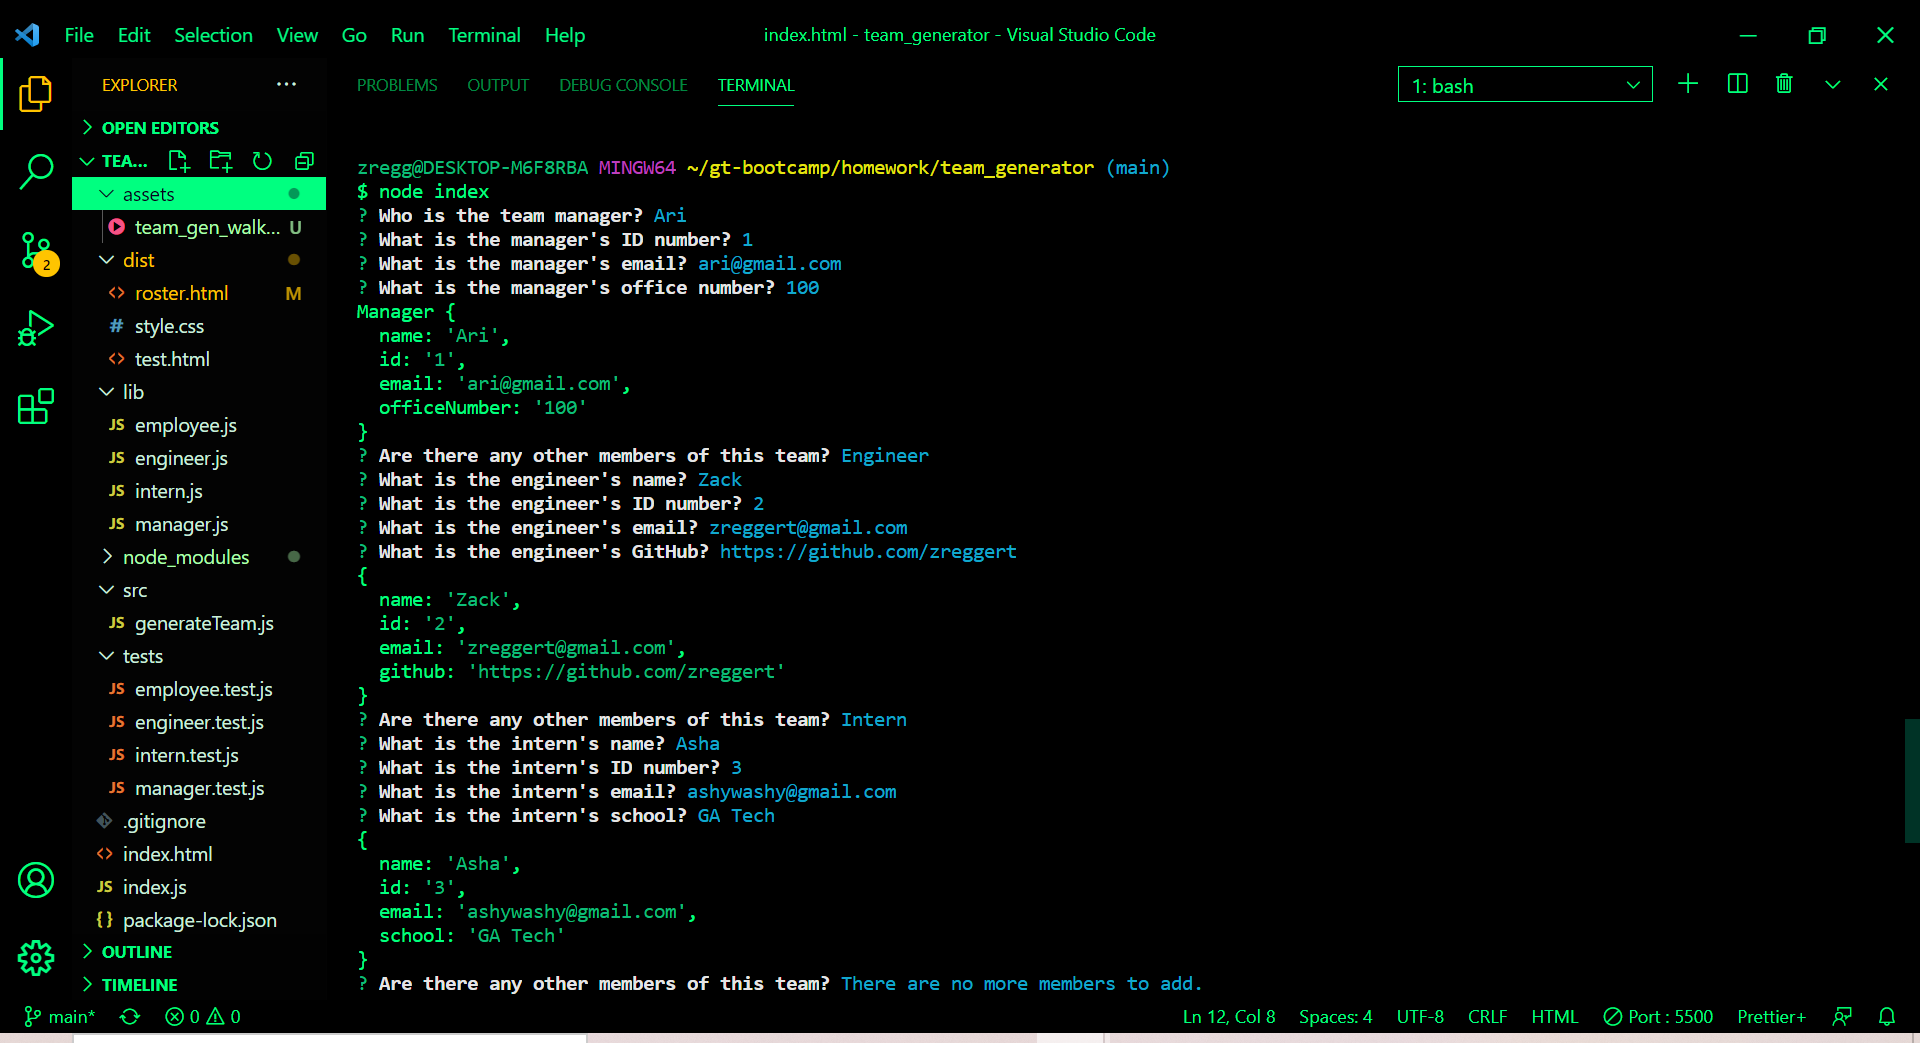 File Edit Selection View Go Run Terminal Help
index.html - team_generator - Visual Studio Code
EXPLORER ...
OPEN EDITORS
TEA...
assets
team_gen_walk... U
dist
<> roster.html M
# style.css
<> test.html
lib
JS employee.js
JS engineer.js
JS intern.js
JS manager.js
node_modules
src
JS generateTeam.js
tests
JS employee.test.js
JS engineer.test.js
JS intern.test.js
JS manager.test.js
.gitignore
<> index.html
JS index.js
{} package-lock.json
OUTLINE
TIMELINE
2
PROBLEMS OUTPUT DEBUG CONSOLE TERMINAL
1: bash
zregg@DESKTOP-M6F8RBA MINGW64 ~/gt-bootcamp/homework/team_generator (main)
$ node index
? Who is the team manager? Ari
? What is the manager's ID number? 1
? What is the manager's email? ari@gmail.com
? What is the manager's office number? 100
Manager {
  name: 'Ari',
  id: '1',
  email: 'ari@gmail.com',
  officeNumber: '100'
}
? Are there any other members of this team? Engineer
? What is the engineer's name? Zack
? What is the engineer's ID number? 2
? What is the engineer's email? zreggert@gmail.com
? What is the engineer's GitHub? https://github.com/zreggert
{
  name: 'Zack',
  id: '2',
  email: 'zreggert@gmail.com',
  github: 'https://github.com/zreggert'
}
? Are there any other members of this team? Intern
? What is the intern's name? Asha
? What is the intern's ID number? 3
? What is the intern's email? ashywashy@gmail.com
? What is the intern's school? GA Tech
{
  name: 'Asha',
  id: '3',
  email: 'ashywashy@gmail.com',
  school: 'GA Tech'
}
? Are there any other members of this team? There are no more members to add.
main* 0 0 Ln 12, Col 8 Spaces: 4 UTF-8 CRLF HTML Port : 5500 Prettier+